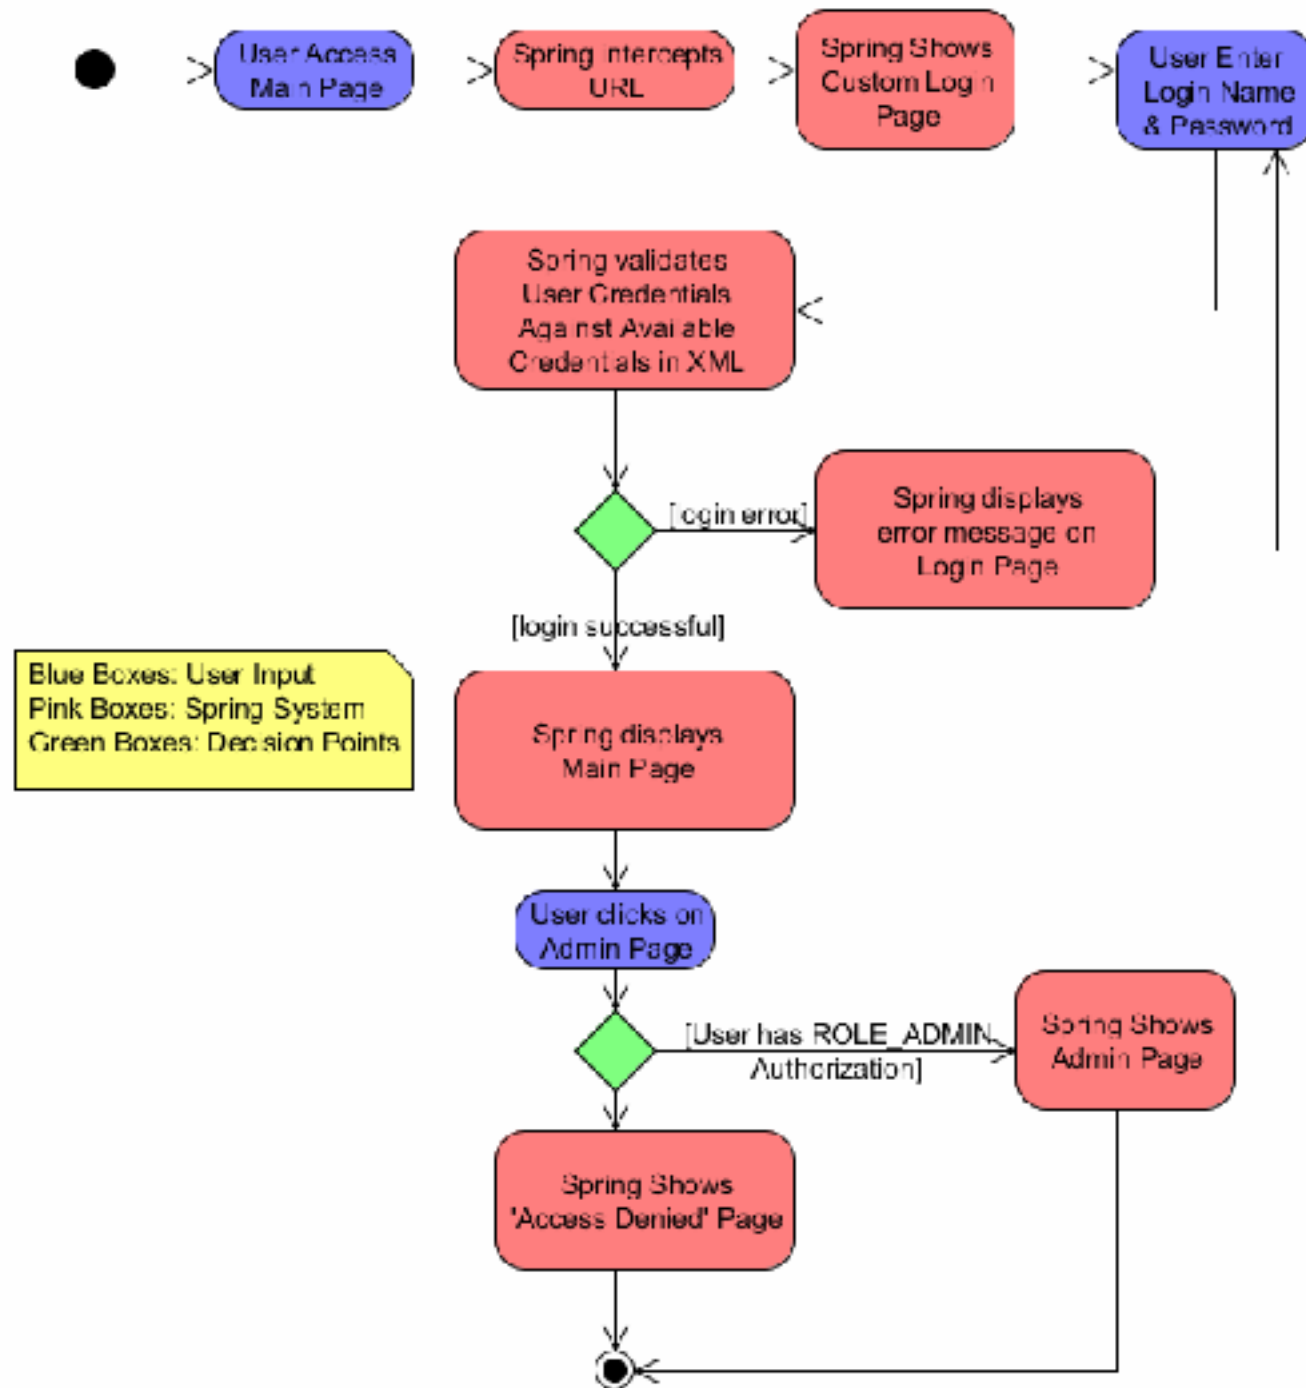 User Access
Main Page
Spring Intercepts
URL
Spring Shows
Custom Login
Page
User Enter
Login Name
& Password
Spring validates
User Credentials
Against Available
Credentials in XML
[login error]
Spring displays
error message on
Login Page
[login successful]
Blue Boxes: User Input
Pink Boxes: Spring System
Green Boxes: Decision Points
Spring displays
Main Page
User clicks on
Admin Page
[User has ROLE_ADMIN
Authorization]
Spring Shows
Admin Page
Spring Shows
'Access Denied' Page